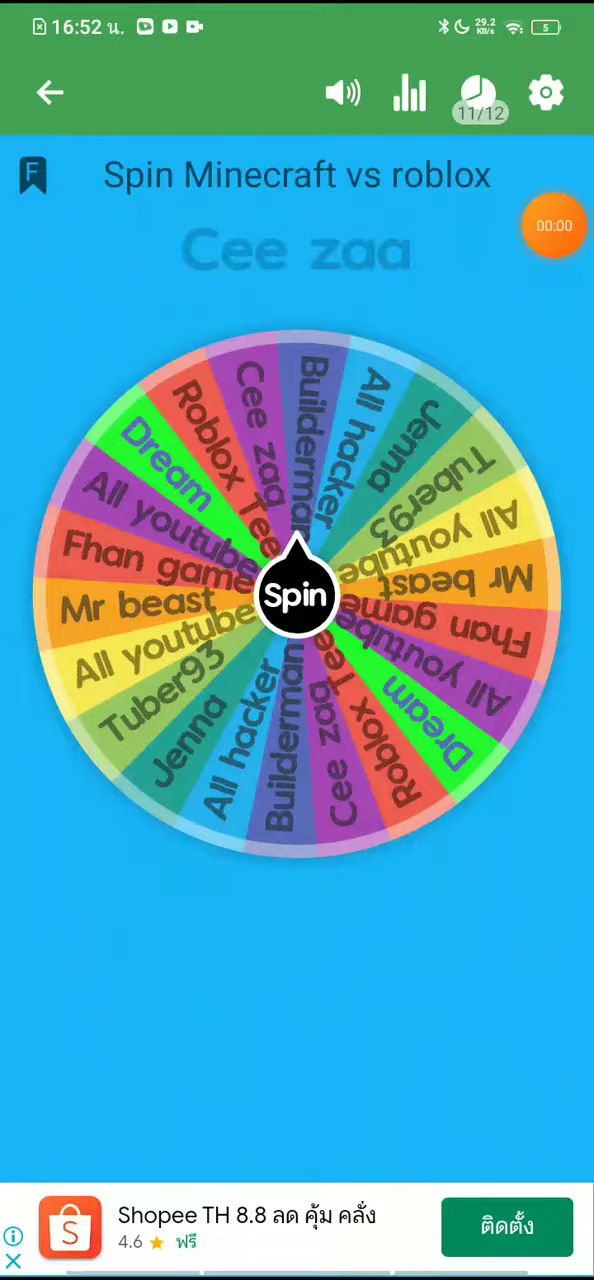 16:52 น.
29.2
KB/s
5
11/12
F
Spin Minecraft vs roblox
00:00
Cee zaa
Builderman
All hacker
Jenna
Tuber93
All youtube
Mr beast
Fhan game
All youtube
Dream
Roblox Tee
Cee zaa
Builderman
All hacker
Jenna
Tuber93
All youtube
Mr beast
Fhan game
All youtube
Dream
Roblox Tee
Cee zaa
Spin
Shopee TH 8.8 ลด คุ้ม คลั่ง
4.6 ★ ฟรี
ติดตั้ง